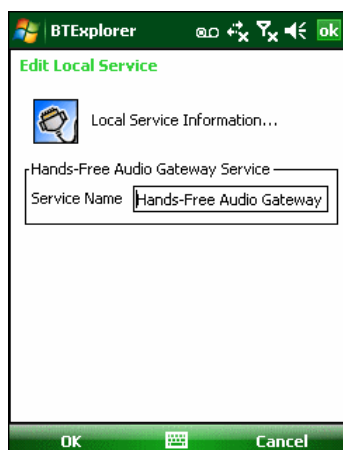 BTExplorer ok
Edit Local Service
Local Service Information...
Hands-Free Audio Gateway Service
Service Name Hands-Free Audio Gateway
OK Cancel